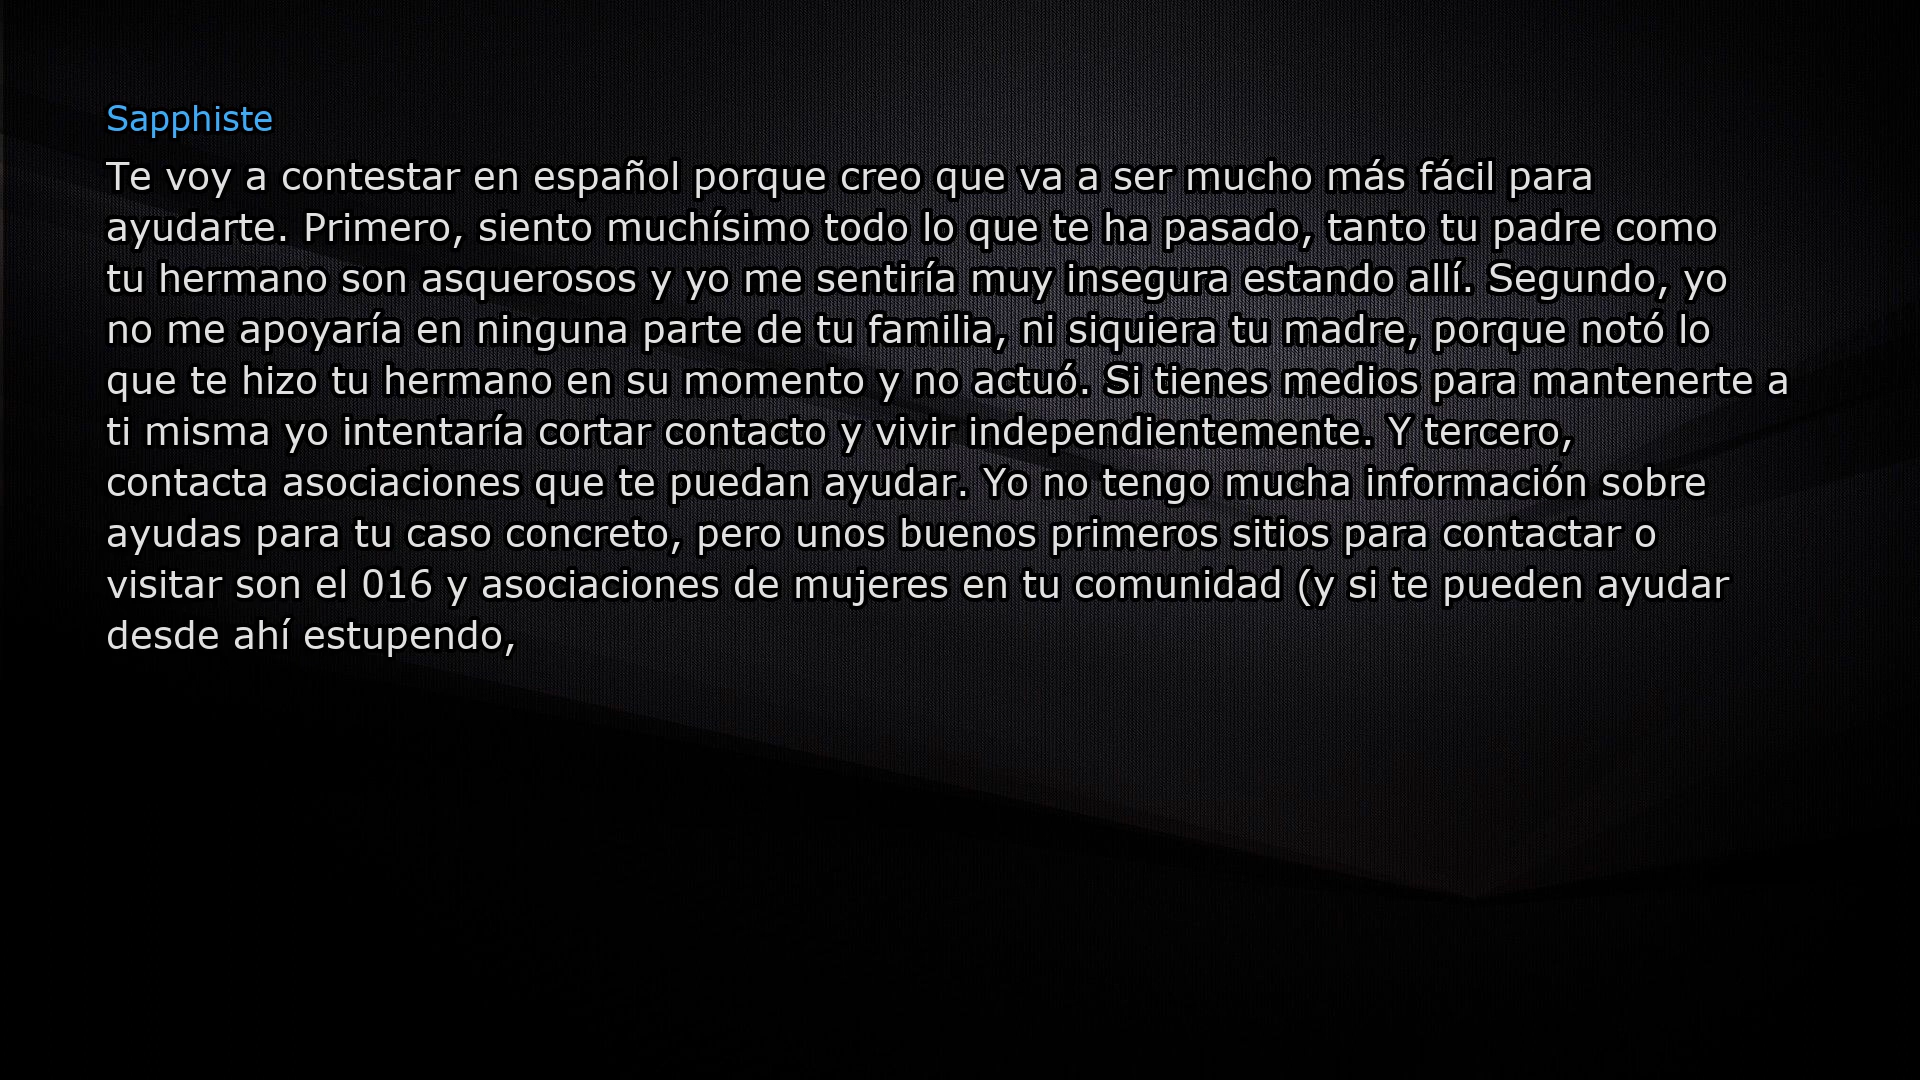 Sapphiste
Te voy a contestar en español porque creo que va a ser mucho más fácil para
ayudarte. Primero, siento muchísimo todo lo que te ha pasado, tanto tu padre como
tu hermano son asquerosos y yo me sentiría muy insegura estando allí. Segundo, yo
no me apoyaría en ninguna parte de tu familia, ni siquiera tu madre, porque notó lo
que te hizo tu hermano en su momento y no actuó. Si tienes medios para mantenerte a
ti misma yo intentaría cortar contacto y vivir independientemente. Y tercero,
contacta asociaciones que te puedan ayudar. Yo no tengo mucha información sobre
ayudas para tu caso concreto, pero unos buenos primeros sitios para contactar o
visitar son el 016 y asociaciones de mujeres en tu comunidad (y si te pueden ayudar
desde ahí estupendo,